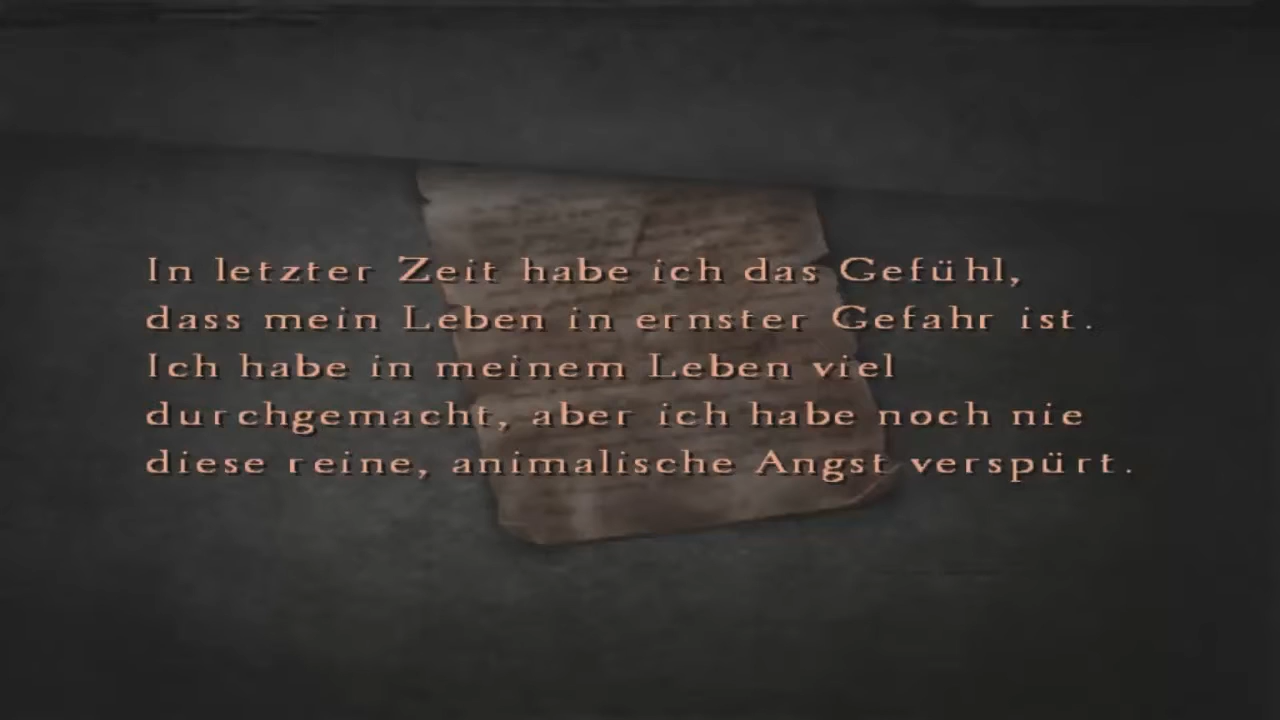 In letzter Zeit habe ich das Gefühl,
dass mein Leben in ernster Gefahr ist.
Ich habe in meinem Leben viel
durchgemacht, aber ich habe noch nie
diese reine, animalische Angst verspürt.